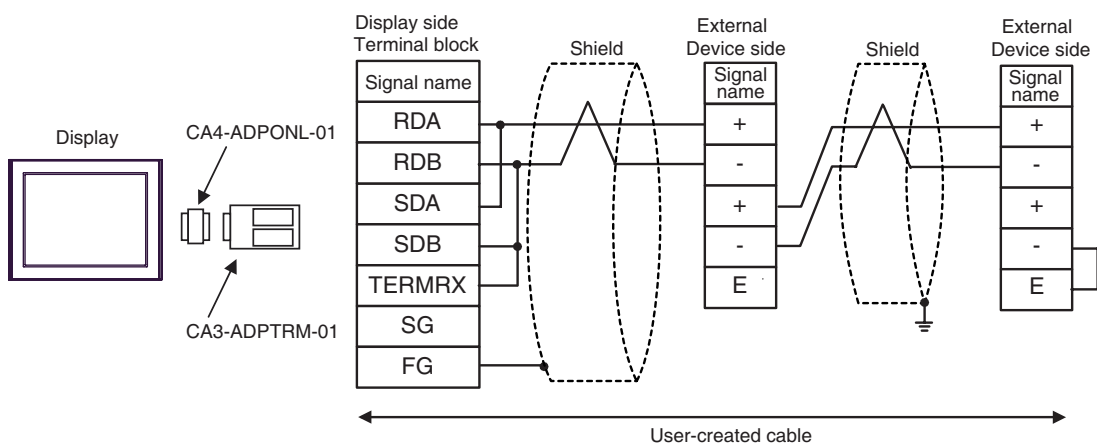 Display
CA4-ADPONL-01
CA3-ADPTRM-01
Display side
Terminal block
Signal name
RDA
RDB
SDA
SDB
TERMRX
SG
FG
Shield
External
Device side
Signal
name
+
-
+
-
E
Shield
External
Device side
Signal
name
+
-
+
-
E
User-created cable